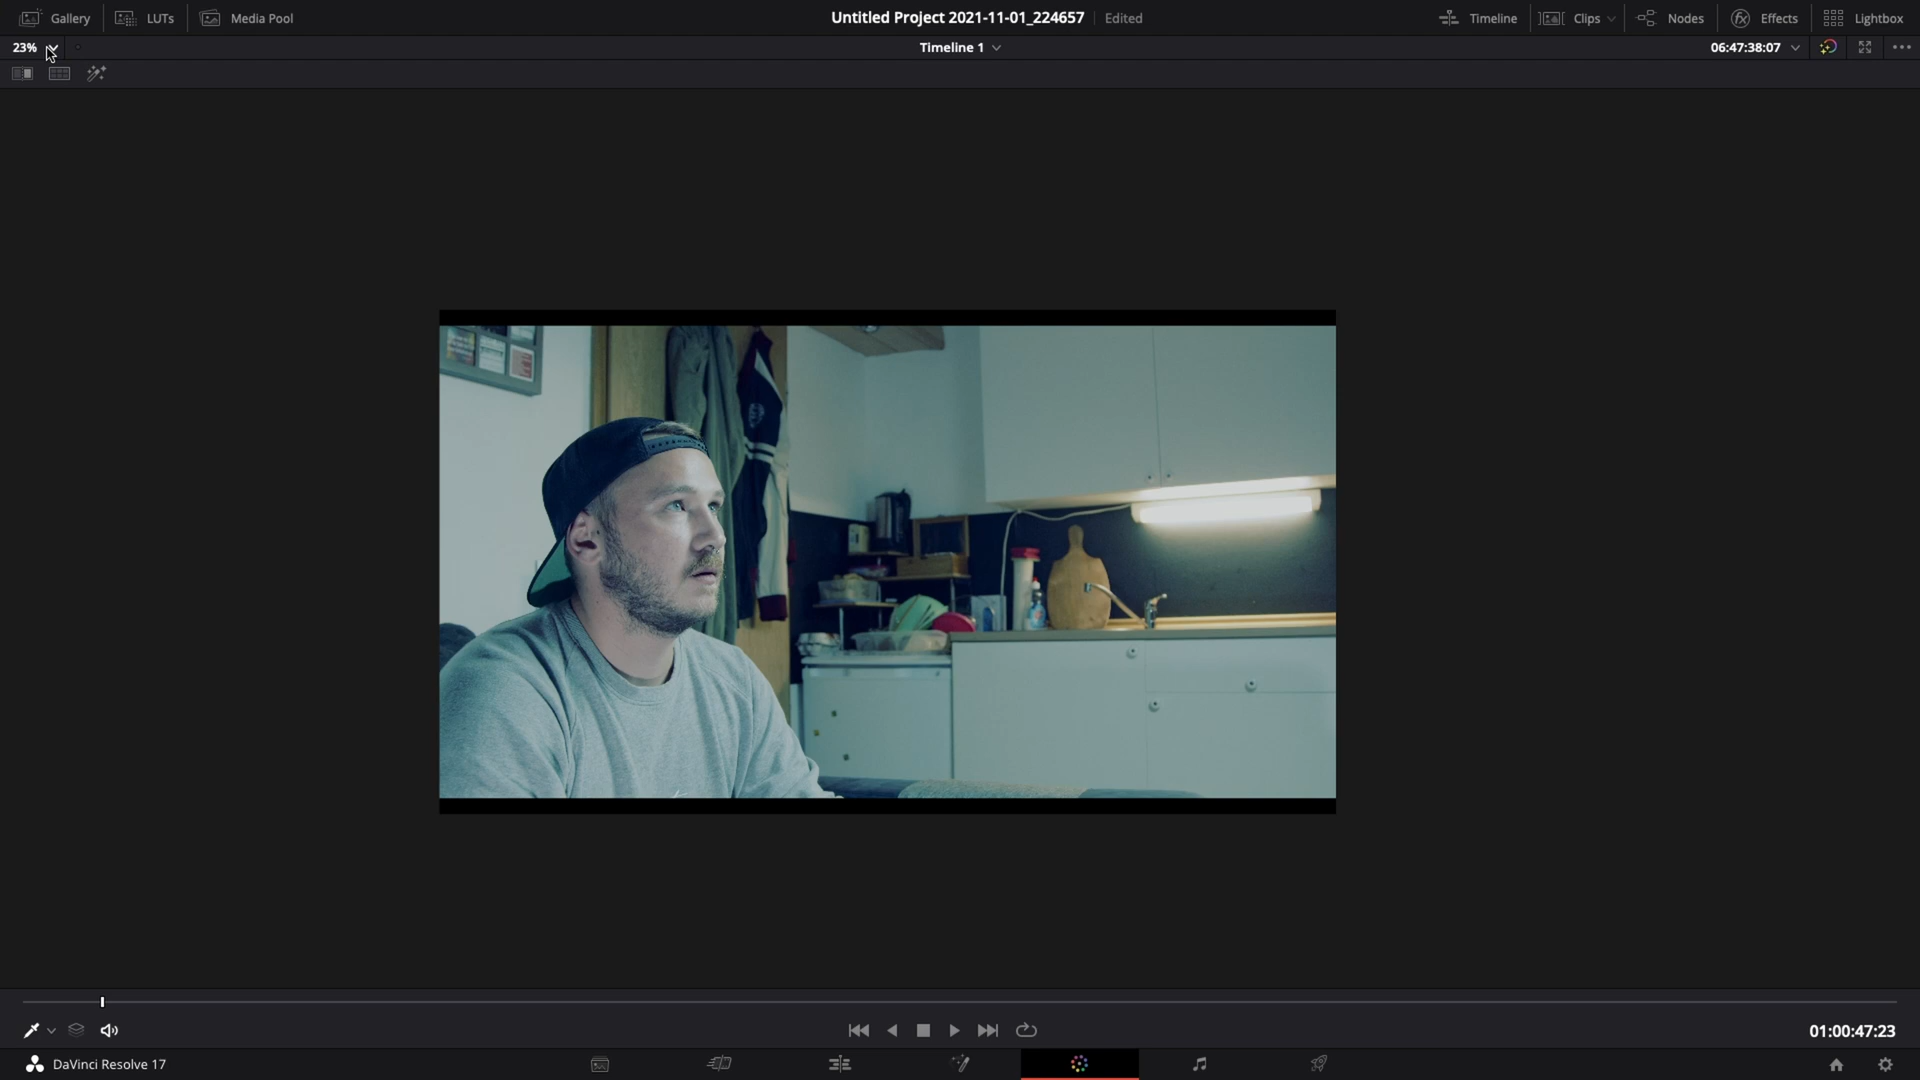 Gallery
LUTs
Media Pool
Untitled Project 2021-11-01_224657
Edited
Timeline
Clips
Nodes
Effects
Lightbox
23%
Timeline 1
06:47:38:07
01:00:47:23
DaVinci Resolve 17